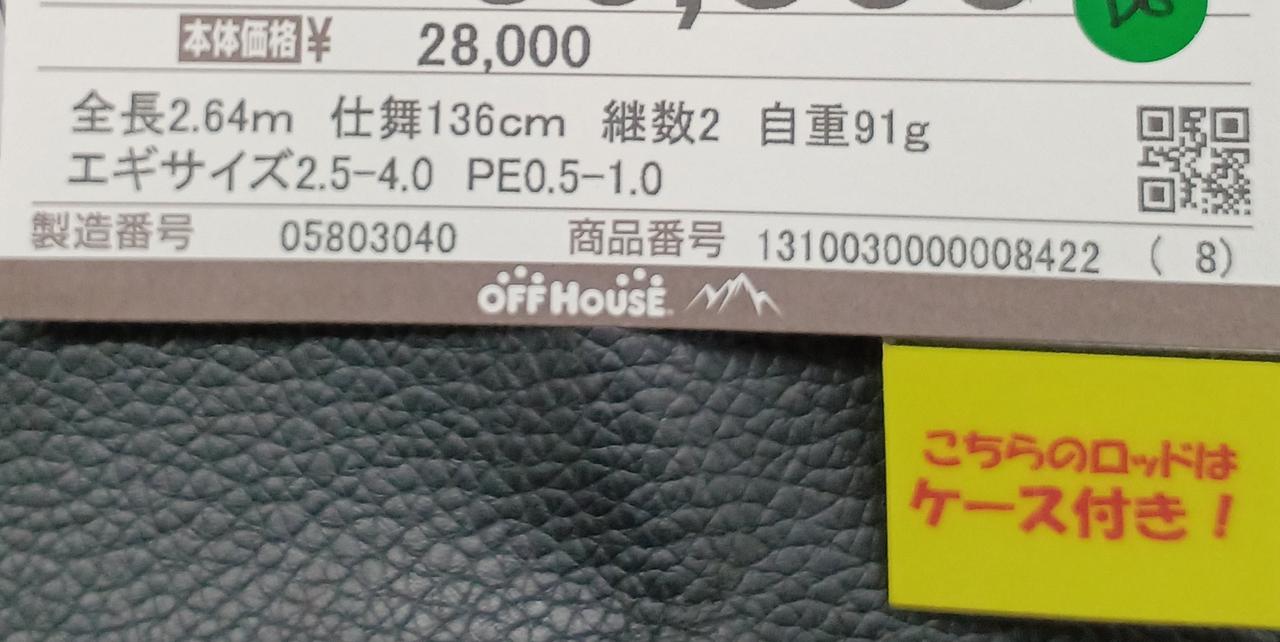 本体価格 ¥ 28,000
全長2.64m 仕舞136cm 継数2 自重91g
エギサイズ2.5-4.0 PE0.5-1.0
製造番号 05803040 商品番号 1310030000008422 ( 8)
OFF HOUSE
こちらのロッドは
ケース付き！